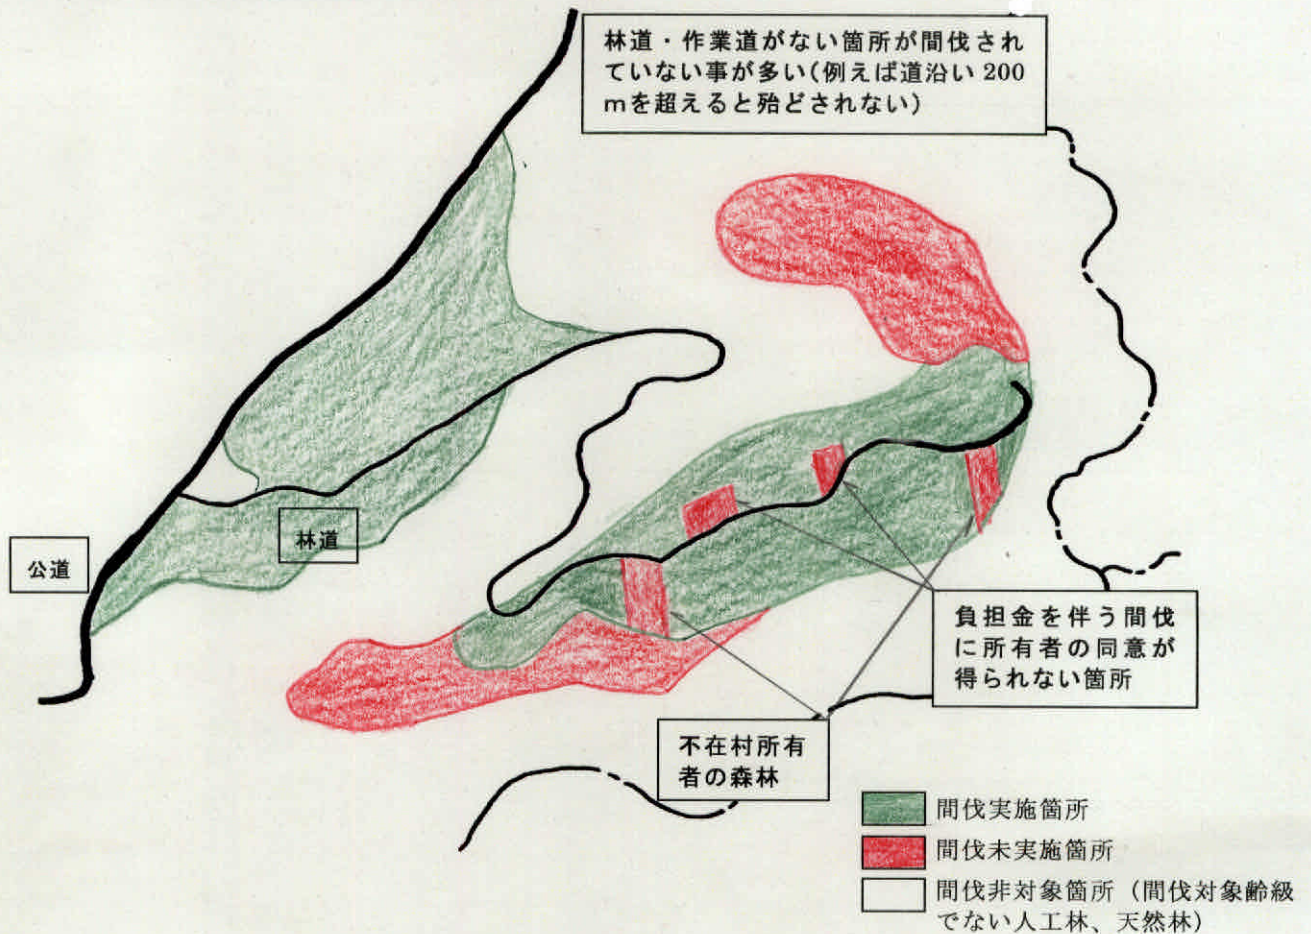 林道・作業道がない箇所が間伐され
ていない事が多い(例えば道沿い 200
mを超えると殆どされない)
林道
公道
負担金を伴う間伐
に所有者の同意が
得られない箇所
不在村所有
者の森林
間伐実施箇所
間伐未実施箇所
間伐非対象箇所（間伐対象齢級
でない人工林、天然林）